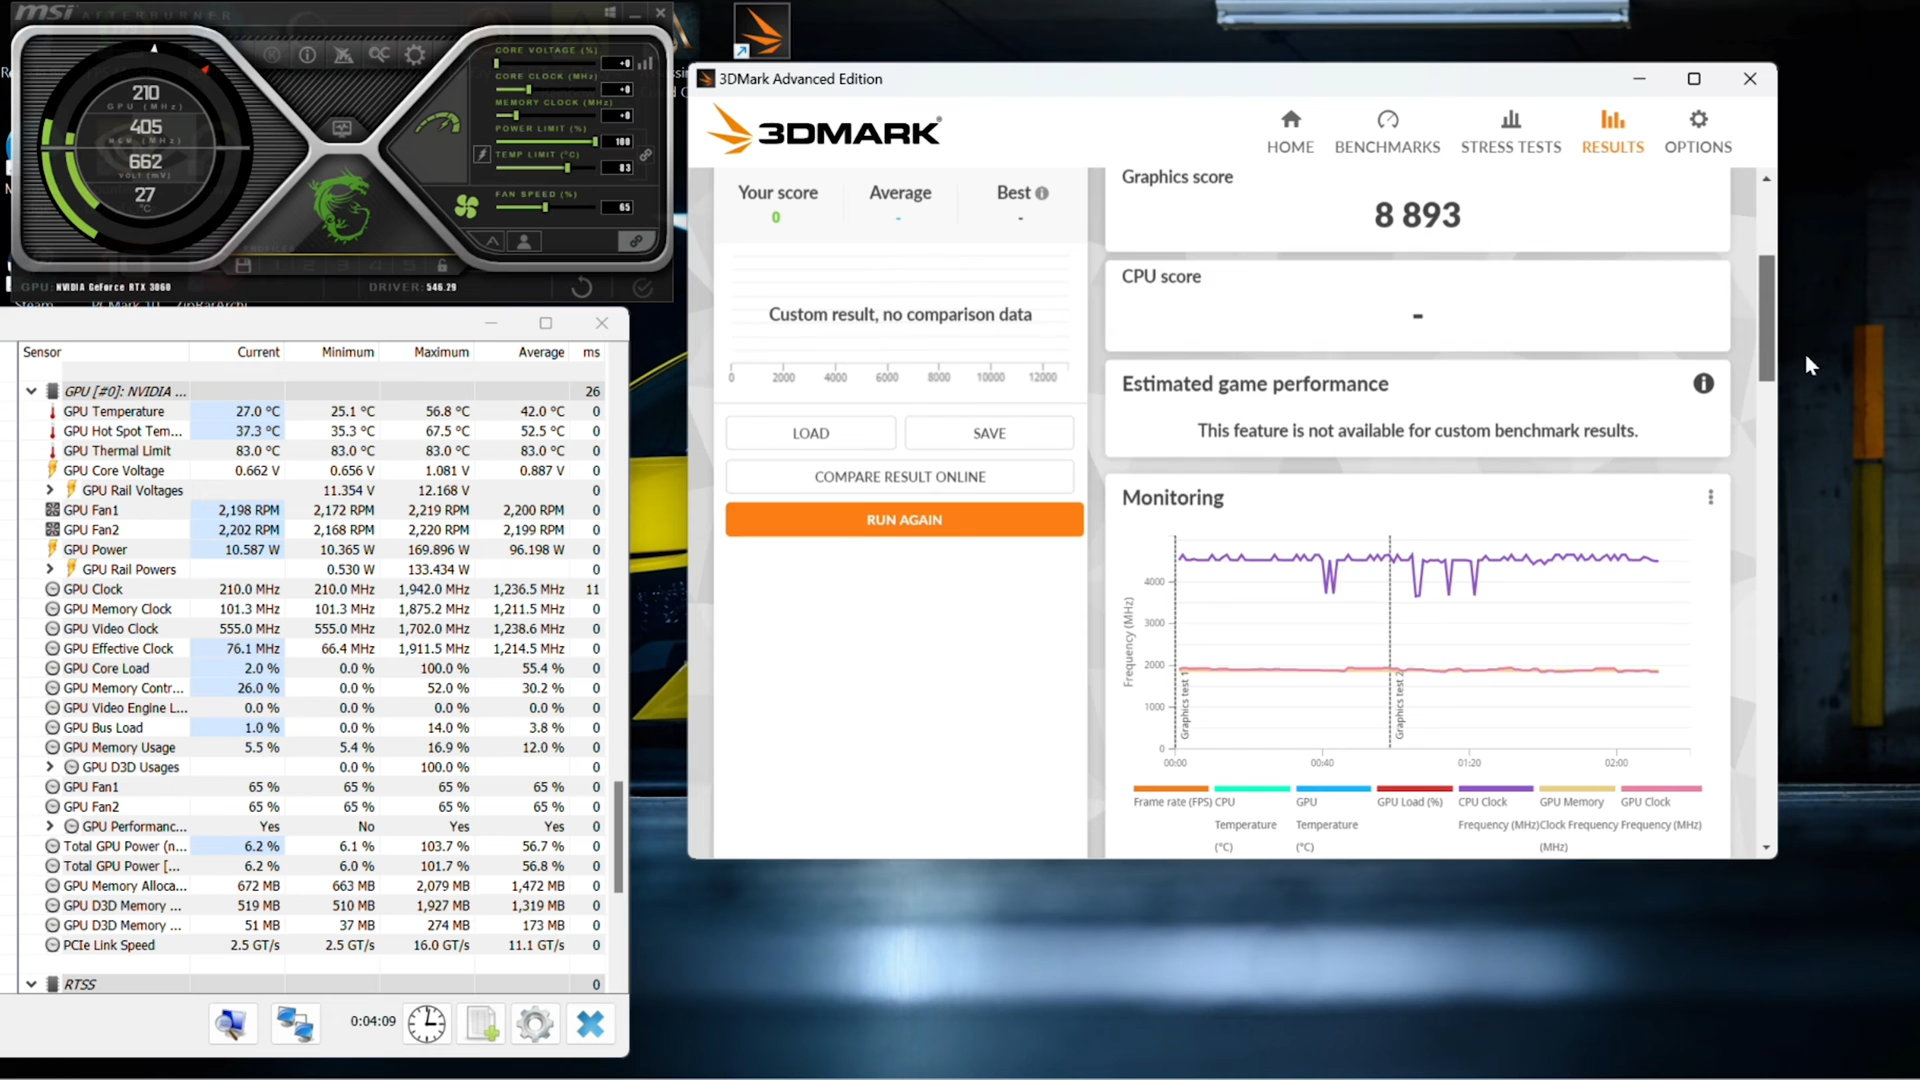 msi AFTERBURNER
210
GPU (MHz)
405
MEM (MHz)
662
VOLT (mV)
27
°C
CORE VOLTAGE (%)
+0
CORE CLOCK (MHz)
+0
MEMORY CLOCK (MHz)
+0
POWER LIMIT (%)
100
TEMP LIMIT (°C)
83
FAN SPEED (%)
65
PROFILES
1 2 3 4 5
GPU: NVIDIA GeForce RTX 3060
DRIVER: 546.29
Steam PCMark 10
Sensor Current Minimum Maximum Average ms
GPU [#0]: NVIDIA ... 26
GPU Temperature 27.0 °C 25.1 °C 56.8 °C 42.0 °C 0
GPU Hot Spot Tem... 37.3 °C 35.3 °C 67.5 °C 52.5 °C 0
GPU Thermal Limit 83.0 °C 83.0 °C 83.0 °C 83.0 °C 0
GPU Core Voltage 0.662 V 0.656 V 1.081 V 0.887 V 0
GPU Rail Voltages 11.354 V 12.168 V 0
GPU Fan1 2,198 RPM 2,172 RPM 2,219 RPM 2,200 RPM 0
GPU Fan2 2,202 RPM 2,168 RPM 2,220 RPM 2,199 RPM 0
GPU Power 10.587 W 10.365 W 169.896 W 96.198 W 0
GPU Rail Powers 0.530 W 133.434 W 0
GPU Clock 210.0 MHz 210.0 MHz 1,942.0 MHz 1,236.5 MHz 11
GPU Memory Clock 101.3 MHz 101.3 MHz 1,875.2 MHz 1,211.5 MHz 0
GPU Video Clock 555.0 MHz 555.0 MHz 1,702.0 MHz 1,238.6 MHz 0
GPU Effective Clock 76.1 MHz 66.4 MHz 1,911.5 MHz 1,214.5 MHz 0
GPU Core Load 2.0 % 0.0 % 100.0 % 55.4 % 0
GPU Memory Contr... 26.0 % 0.0 % 52.0 % 30.2 % 0
GPU Video Engine L... 0.0 % 0.0 % 0.0 % 0.0 % 0
GPU Bus Load 1.0 % 0.0 % 14.0 % 3.8 % 0
GPU Memory Usage 5.5 % 5.4 % 16.9 % 12.0 % 0
GPU D3D Usages 0.0 % 100.0 % 0
GPU Fan1 65 % 65 % 65 % 65 % 0
GPU Fan2 65 % 65 % 65 % 65 % 0
GPU Performanc... Yes No Yes Yes 0
Total GPU Power (n... 6.2 % 6.1 % 103.7 % 56.7 % 0
Total GPU Power [... 6.2 % 6.0 % 101.7 % 56.8 % 0
GPU Memory Alloca... 672 MB 663 MB 2,079 MB 1,472 MB 0
GPU D3D Memory ... 519 MB 510 MB 1,927 MB 1,319 MB 0
GPU D3D Memory ... 51 MB 37 MB 274 MB 173 MB 0
PCIe Link Speed 2.5 GT/s 2.5 GT/s 16.0 GT/s 11.1 GT/s 0
RTSS 0
0:04:09
3DMark Advanced Edition
3DMARK®
HOME BENCHMARKS STRESS TESTS RESULTS OPTIONS
Your score Average Best
0 - -
Custom result, no comparison data
0 2000 4000 6000 8000 10000 12000
LOAD SAVE
COMPARE RESULT ONLINE
RUN AGAIN
Graphics score
8 893
CPU score
-
Estimated game performance
This feature is not available for custom benchmark results.
Monitoring
Frequency (MHz)
4000
3000
2000
1000
0
Graphics test 1
Graphics test 2
00:00 00:40 01:20 02:00
Frame rate (FPS) CPU GPU GPU Load (%) CPU Clock GPU Memory GPU Clock
Temperature Temperature Frequency (MHz) Clock Frequency Frequency (MHz)
(°C) (°C) (MHz)